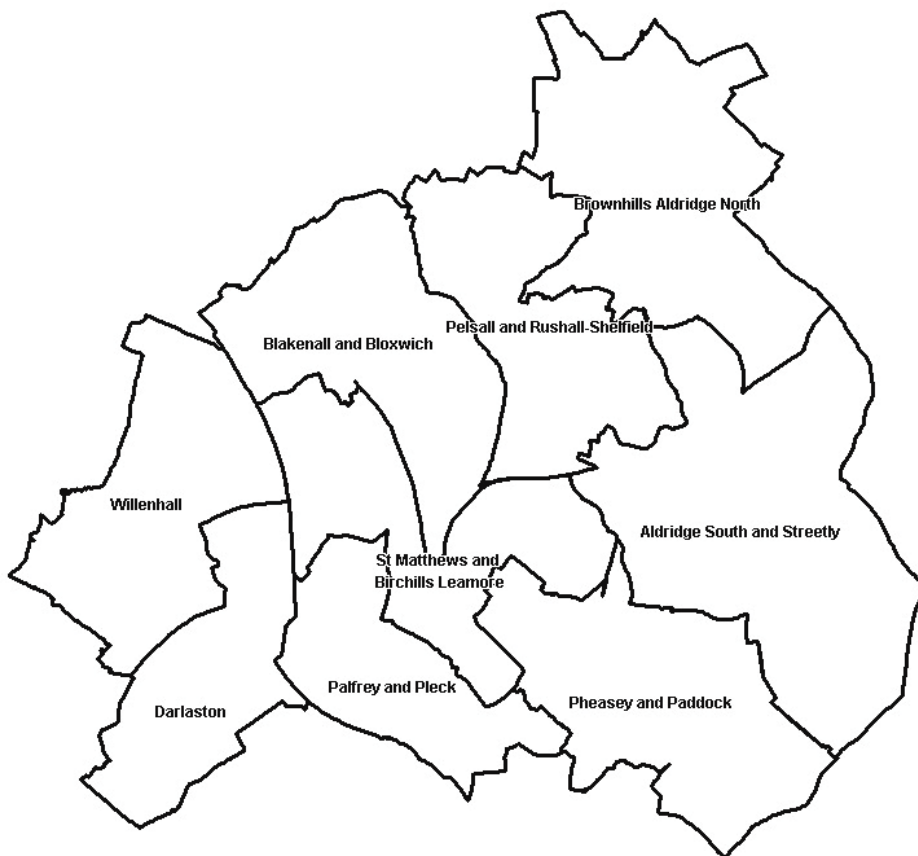 Brownhills Aldridge North
Pelsall and Rushall-Shelfield
Blakenall and Bloxwich
Willenhall
Aldridge South and Streetly
St Matthews and
Birchills Leamore
Palfrey and Pleck
Pheasey and Paddock
Darlaston